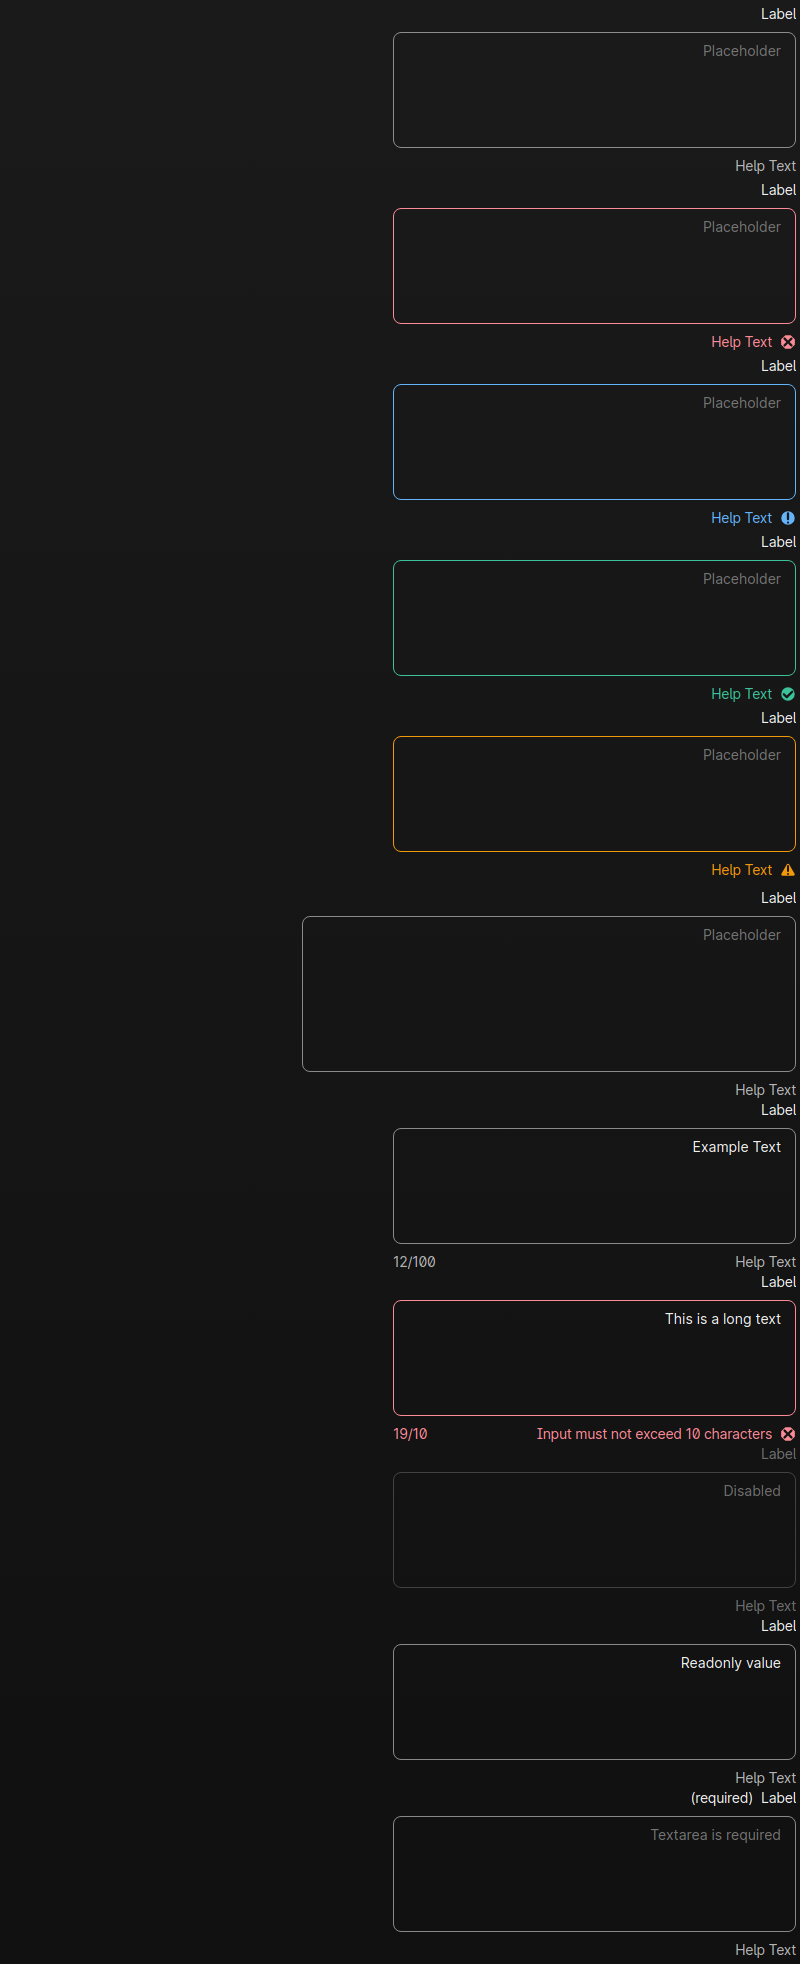 Label
Placeholder
Help Text
Label
Placeholder
Help Text
Label
Placeholder
Help Text
Label
Placeholder
Help Text
Label
Placeholder
Help Text
Label
Placeholder
Help Text
Label
Example Text
12/100 Help Text
Label
This is a long text
19/10 Input must not exceed 10 characters
Label
Disabled
Help Text
Label
Readonly value
Help Text
(required) Label
Textarea is required
Help Text